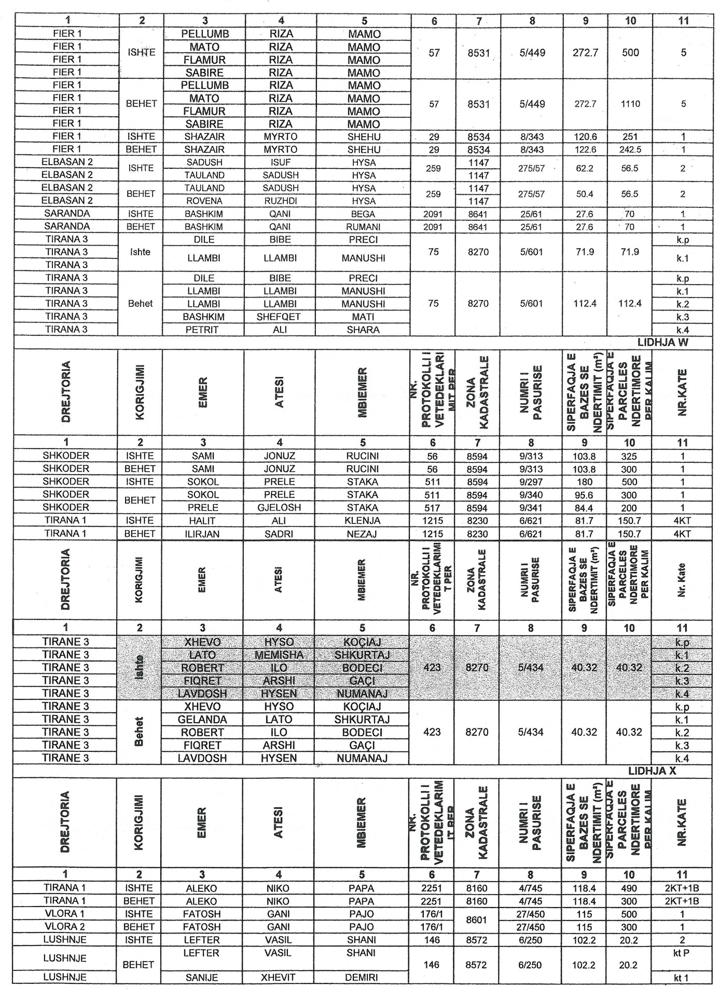 1 2 3 4 5 6 7 8 9 10 11
FIER 1 ISHTE PELLUMB RIZA MAMO 57 8531 5/449 272.7 500 5
FIER 1 MATO RIZA MAMO
FIER 1 FLAMUR RIZA MAMO
FIER 1 SABIRE RIZA MAMO
FIER 1 BEHET PELLUMB RIZA MAMO 57 8531 5/449 272.7 1110 5
FIER 1 MATO RIZA MAMO
FIER 1 FLAMUR RIZA MAMO
FIER 1 SABIRE RIZA MAMO
FIER 1 ISHTE SHAZAIR MYRTO SHEHU 29 8534 8/343 120.6 251 1
FIER 1 BEHET SHAZAIR MYRTO SHEHU 29 8534 8/343 122.6 242.5 1
ELBASAN 2 ISHTE SADUSH ISUF HYSA 259 1147 275/57 62.2 56.5 2
ELBASAN 2 TAULAND SADUSH HYSA 1147
ELBASAN 2 BEHET TAULAND SADUSH HYSA 259 1147 275/57 50.4 56.5 2
ELBASAN 2 ROVENA RUZHDI HYSA 1147
SARANDA ISHTE BASHKIM QANI BEGA 2091 8641 25/61 27.6 70 1
SARANDA BEHET BASHKIM QANI RUMANI 2091 8641 25/61 27.6 70 1
TIRANA 3 Ishte DILE BIBE PRECI 75 8270 5/601 71.9 71.9 k.p
TIRANA 3 LLAMBI LLAMBI MANUSHI k.1
TIRANA 3
TIRANA 3 Behet DILE BIBE PRECI 75 8270 5/601 112.4 112.4 k.p
TIRANA 3 LLAMBI LLAMBI MANUSHI k.1
TIRANA 3 LLAMBI LLAMBI MANUSHI k.2
TIRANA 3 BASHKIM SHEFQET MATI k.3
TIRANA 3 PETRIT ALI SHARA k.4
LIDHJA W
DREJTORIA
KORIGJIMI
EMER
ATESI
MBIEMER
NR.
PROTOKOLLI I
VETEDEKLARI
MIT PER
ZONA
KADASTRALE
NUMRI I
PASURISE
SIPERFAQJA E
BAZES SE
NDERTIMIT (m²)
SIPERFAQJA E
PARCELES
NDERTIMORE
PER KALIM
NR.KATE
1 2 3 4 5 6 7 8 9 10 11
SHKODER ISHTE SAMI JONUZ RUCINI 56 8594 9/313 103.8 325 1
SHKODER BEHET SAMI JONUZ RUCINI 56 8594 9/313 103.8 300 1
SHKODER ISHTE SOKOL PRELE STAKA 511 8594 9/297 180 500 1
SHKODER BEHET SOKOL PRELE STAKA 511 8594 9/340 95.6 300 1
SHKODER PRELE GJELOSH STAKA 517 8594 9/341 84.4 200 1
TIRANA 1 ISHTE HALIT ALI KLENJA 1215 8230 6/621 81.7 150.7 4KT
TIRANA 1 BEHET ILIRJAN SADRI NEZAJ 1215 8230 6/621 81.7 150.7 4KT
DREJTORIA
KORIGJIMI
EMER
ATESI
MBIEMER
NR.
PROTOKOLLI I
VETEDEKLARIMI
T PER
ZONA
KADASTRALE
NUMRI I
PASURISE
SIPERFAQJA E
BAZES SE
NDERTIMIT (m²)
SIPERFAQJA E
PARCELES
NDERTIMORE
PER KALIM
Nr. Kate
1 2 3 4 5 6 7 8 9 10 11
TIRANE 3 Ishte XHEVO HYSO KOÇIAJ 423 8270 5/434 40.32 40.32 k.p
TIRANE 3 LATO MEMISHA SHKURTAJ k.1
TIRANE 3 ROBERT ILO BODECI k.2
TIRANE 3 FIQRET ARSHI GAÇI k.3
TIRANE 3 LAVDOSH HYSEN NUMANAJ k.4
TIRANE 3 Behet XHEVO HYSO KOÇIAJ 423 8270 5/434 40.32 40.32 k.p
TIRANE 3 GELANDA LATO SHKURTAJ k.1
TIRANE 3 ROBERT ILO BODECI k.2
TIRANE 3 FIQRET ARSHI GAÇI k.3
TIRANE 3 LAVDOSH HYSEN NUMANAJ k.4
LIDHJA X
DREJTORIA
KORIGJIMI
EMER
ATESI
MBIEMER
NR.
PROTOKOLLI I
VETEDEKLARIM
IT PER
ZONA
KADASTRALE
NUMRI I
PASURISE
SIPERFAQJA E
BAZES SE
NDERTIMIT (m²)
SIPERFAQJA E
PARCELES
NDERTIMORE
PER KALIM
NR.KATE
1 2 3 4 5 6 7 8 9 10 11
TIRANA 1 ISHTE ALEKO NIKO PAPA 2251 8160 4/745 118.4 490 2KT+1B
TIRANA 1 BEHET ALEKO NIKO PAPA 2251 8160 4/745 118.4 300 2KT+1B
VLORA 1 ISHTE FATOSH GANI PAJO 176/1 8601 27/450 115 500 1
VLORA 2 BEHET FATOSH GANI PAJO 176/1 27/450 115 300 1
LUSHNJE ISHTE LEFTER VASIL SHANI 146 8572 6/250 102.2 20.2 2
LUSHNJE BEHET LEFTER VASIL SHANI 146 8572 6/250 102.2 20.2 kt P
LUSHNJE SANIJE XHEVIT DEMIRI kt 1